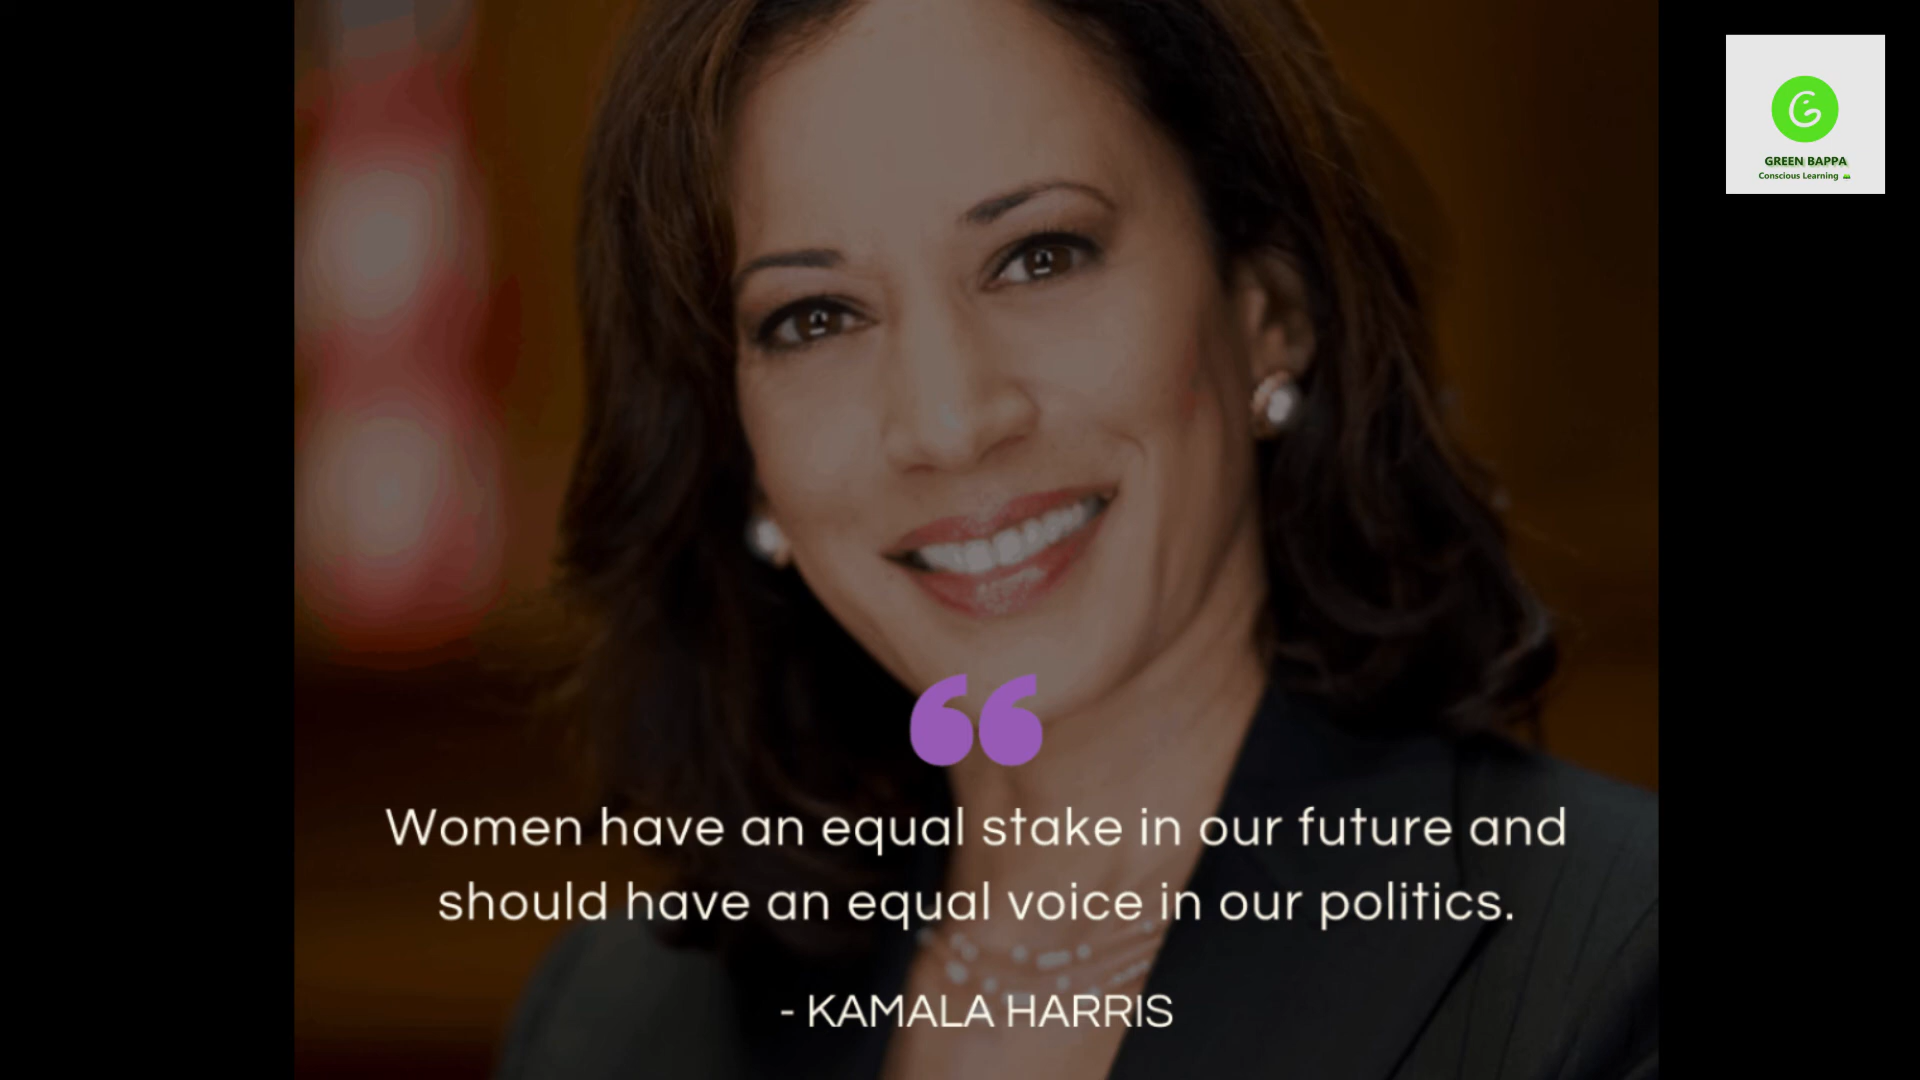 GREEN BAPPA
Conscious Learning
Women have an equal stake in our future and
should have an equal voice in our politics.
- KAMALA HARRIS